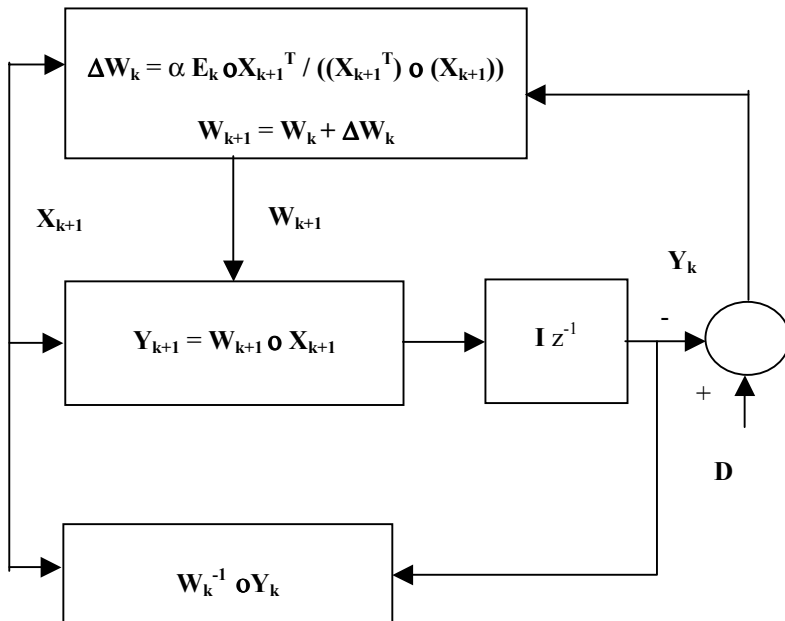 ΔW_k = α E_k o X_{k+1}^T / ((X_{k+1}^T) o (X_{k+1}))
W_{k+1} = W_k + ΔW_k
X_{k+1}
W_{k+1}
Y_k
Y_{k+1} = W_{k+1} o X_{k+1}
I z^{-1}
-
+
D
W_k^{-1} oY_k